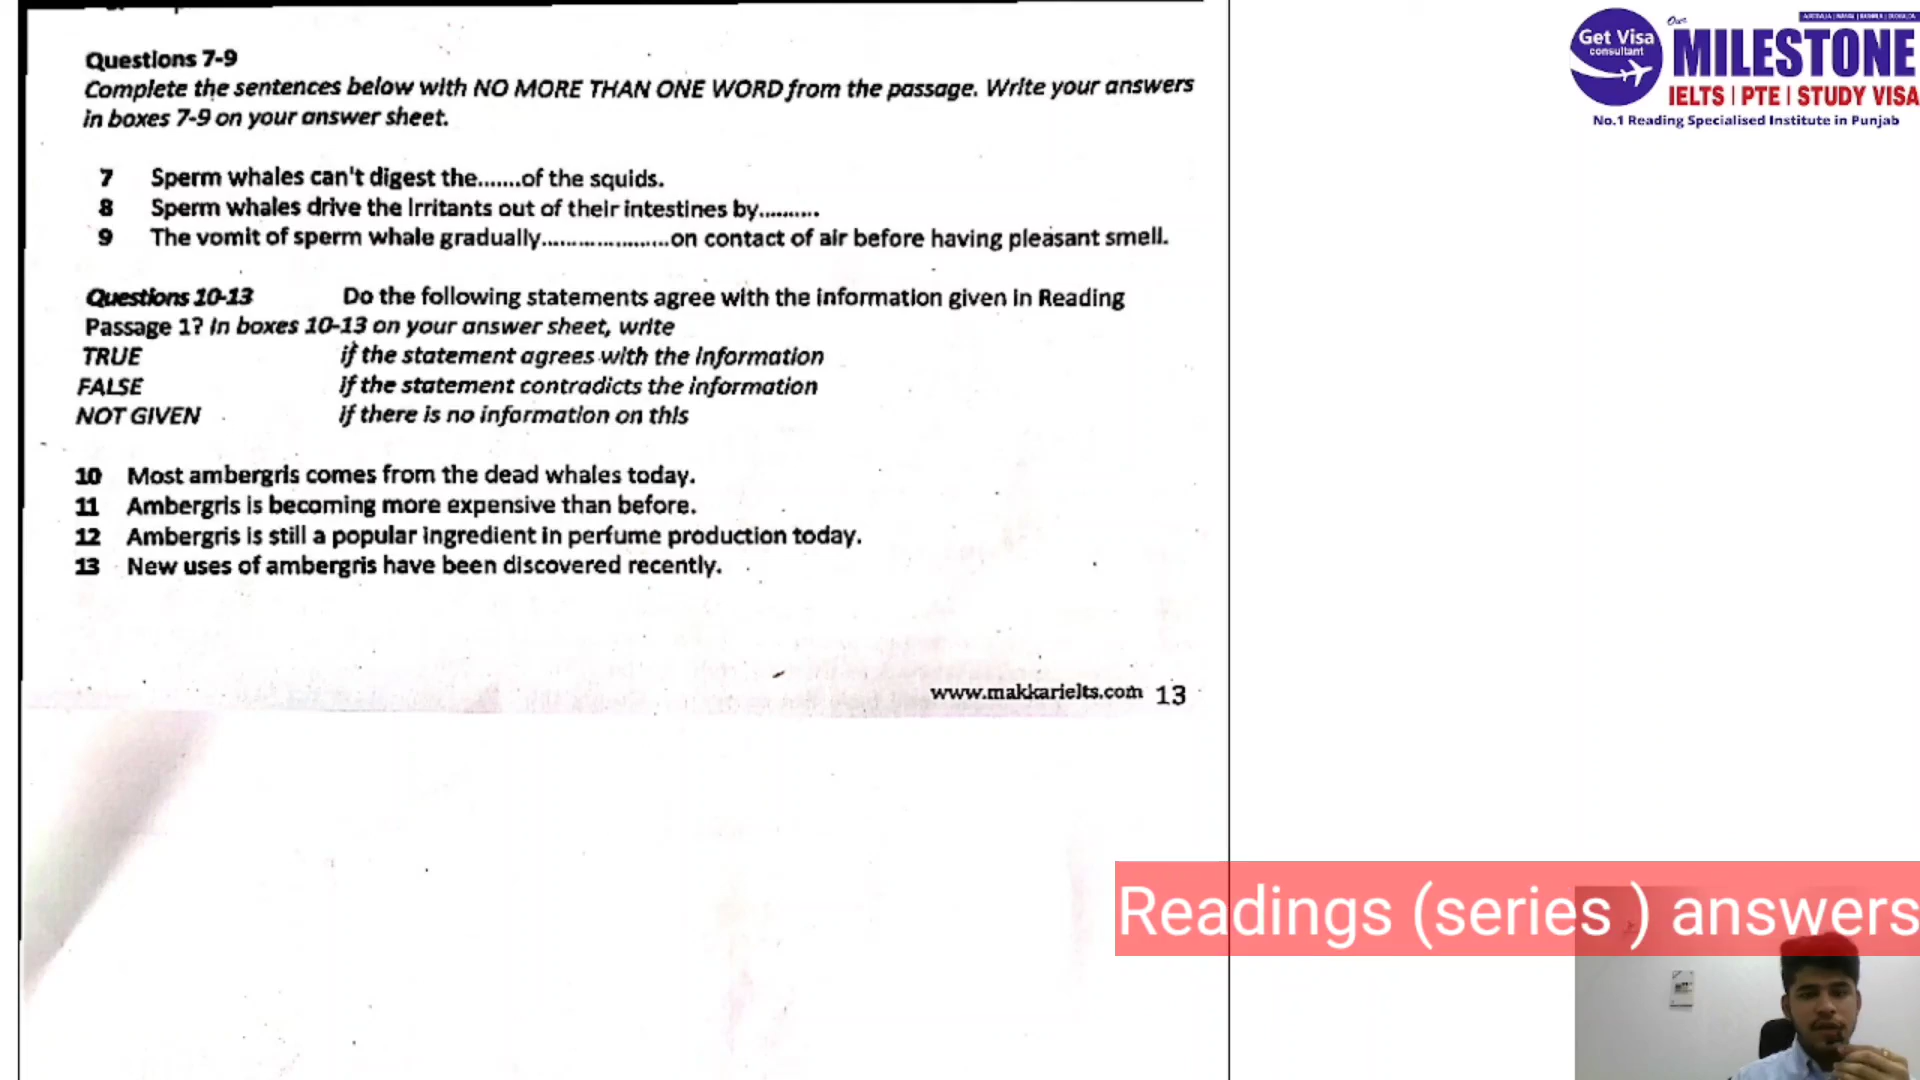 Questions 7-9
Complete the sentences below with NO MORE THAN ONE WORD from the passage. Write your answers
in boxes 7-9 on your answer sheet.
7 Sperm whales can't digest the.......of the squids.
8 Sperm whales drive the irritants out of their intestines by..........
9 The vomit of sperm whale gradually.....................on contact of air before having pleasant smell.
Questions 10-13 Do the following statements agree with the information given in Reading
Passage 1? In boxes 10-13 on your answer sheet, write
TRUE if the statement agrees with the information
FALSE if the statement contradicts the information
NOT GIVEN if there is no information on this
10 Most ambergris comes from the dead whales today.
11 Ambergris is becoming more expensive than before.
12 Ambergris is still a popular ingredient in perfume production today.
13 New uses of ambergris have been discovered recently.
www.makkarielts.com 13
Get Visa
consultant
Our
MILESTONE
IELTS | PTE | STUDY VISA
No.1 Reading Specialised Institute in Punjab
Readings (series ) answers